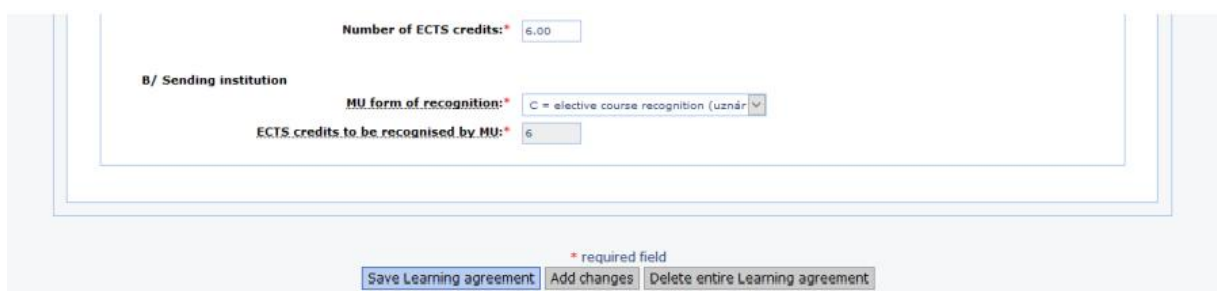 Number of ECTS credits:* 6.00
B/ Sending institution
MU form of recognition:* C = elective course recognition (uznár
ECTS credits to be recognised by MU:* 6
* required field
Save Learning agreement Add changes Delete entire Learning agreement